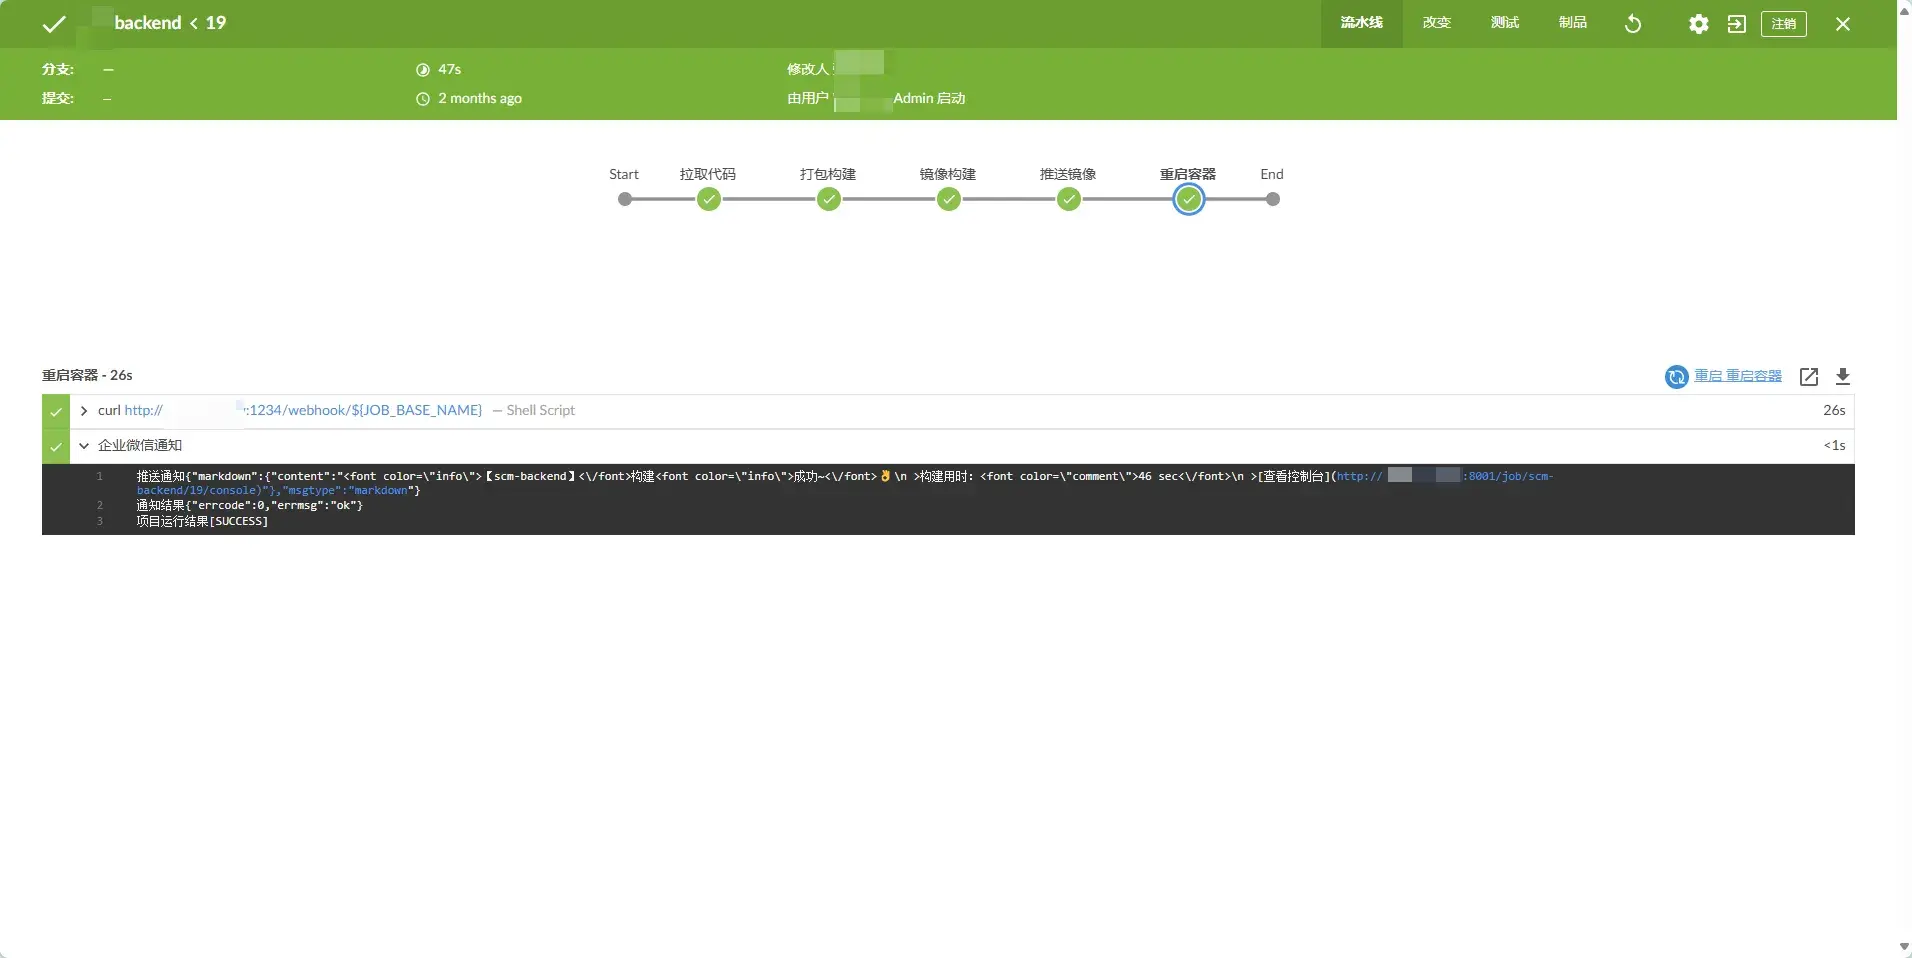 backend < 19
流水线 改变 测试 制品 注销
分支: — 47s 修改人
提交: – 2 months ago 由用户 Admin 启动
Start 拉取代码 打包构建 镜像构建 推送镜像 重启容器 End
重启容器 - 26s 重启 重启容器
curl http:// :1234/webhook/${JOB_BASE_NAME} — Shell Script 26s
企业微信通知 <1s
1 推送通知{"markdown":{"content":"<font color=\"info\">【scm-backend】<\/font>构建<font color=\"info\">成功~<\/font>👌\n >构建用时: <font color=\"comment\">46 sec<\/font>\n >[查看控制台](http:// :8001/job/scm-
backend/19/console)"},"msgtype":"markdown"}
2 通知结果{"errcode":0,"errmsg":"ok"}
3 项目运行结果[SUCCESS]